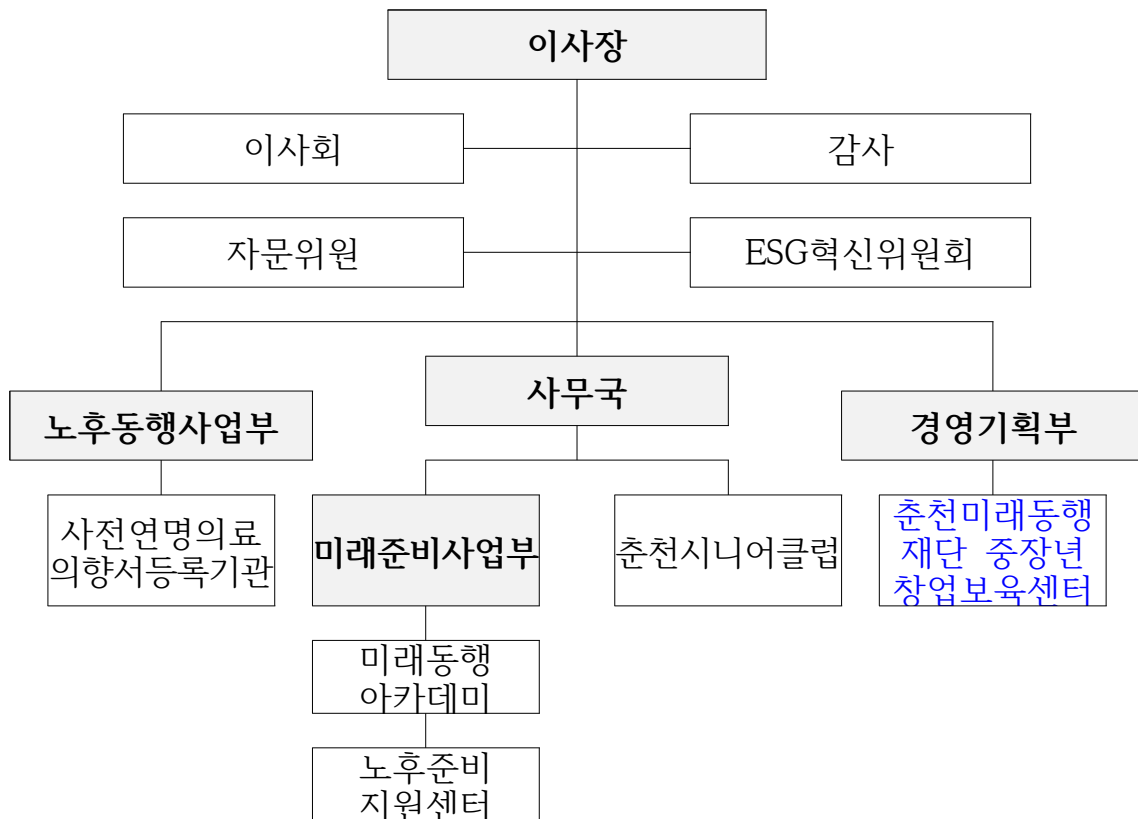 이사장
이사회
감사
자문위원
ESG혁신위원회
사무국
노후동행사업부
경영기획부
사전연명의료
의향서등록기관
미래준비사업부
춘천시니어클럽
춘천미래동행
재단 중장년
창업보육센터
미래동행
아카데미
노후준비
지원센터